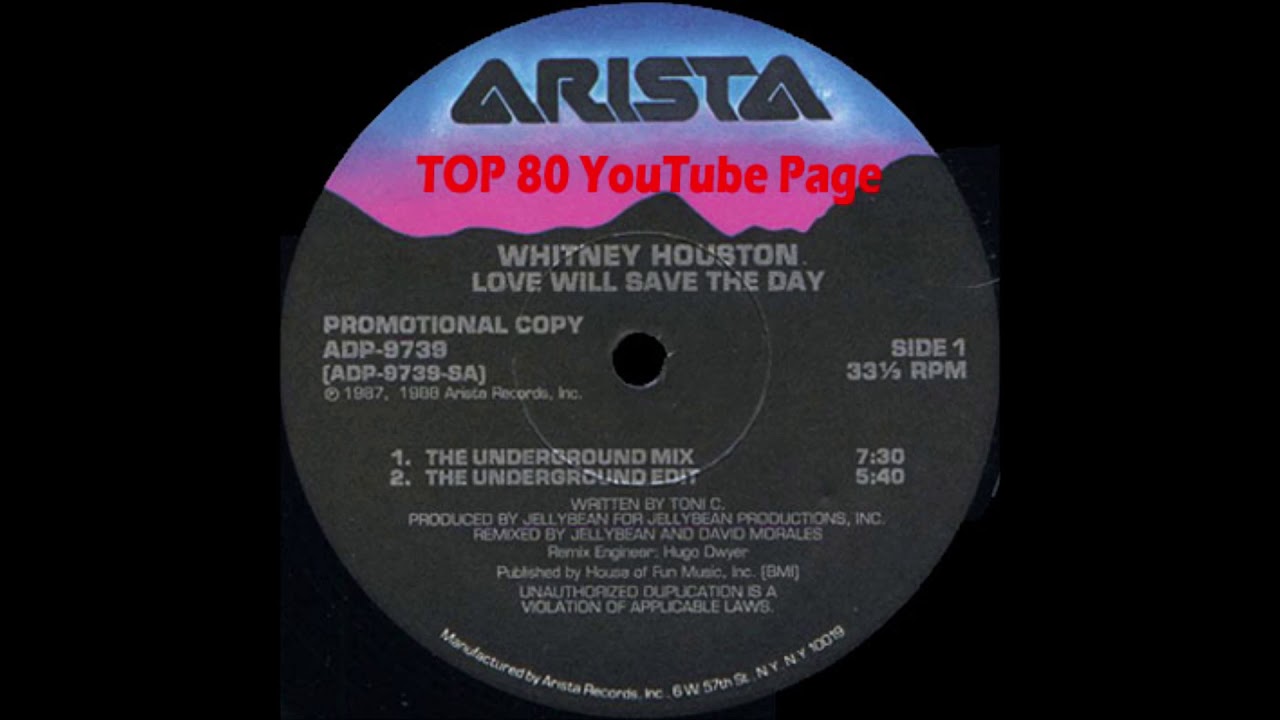 ARISTA
TOP 80 YouTube Page
WHITNEY HOUSTON
LOVE WILL SAVE THE DAY
PROMOTIONAL COPY
ADP-9739
(ADP-9739-SA)
℗ 1987, 1988 Arista Records, Inc.
SIDE 1
33⅓ RPM
1. THE UNDERGROUND MIX 7:30
2. THE UNDERGROUND EDIT 5:40
WRITTEN BY TONI C.
PRODUCED BY JELLYBEAN FOR JELLYBEAN PRODUCTIONS, INC.
REMIXED BY JELLYBEAN AND DAVID MORALES
Remix Engineer: Hugo Dwyer
Published by House of Fun Music, Inc. (BMI)
UNAUTHORIZED DUPLICATION IS A
VIOLATION OF APPLICABLE LAWS.
Manufactured by Arista Records, Inc., 6 W. 57th St., N.Y. N.Y 10019